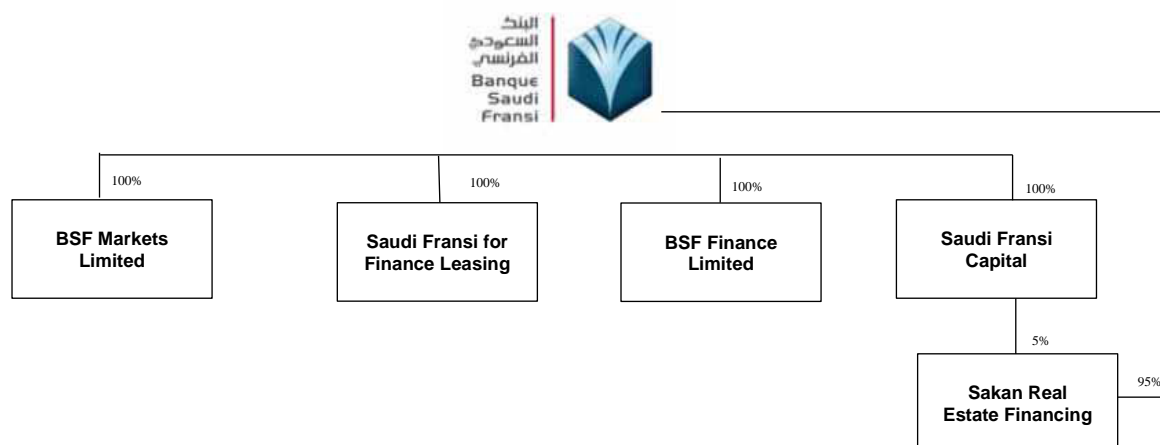 البنك
السعودي
الفرنسي
Banque
Saudi
Fransi
100%
100%
100%
100%
BSF Markets
Limited
Saudi Fransi for
Finance Leasing
BSF Finance
Limited
Saudi Fransi
Capital
5%
95%
Sakan Real
Estate Financing